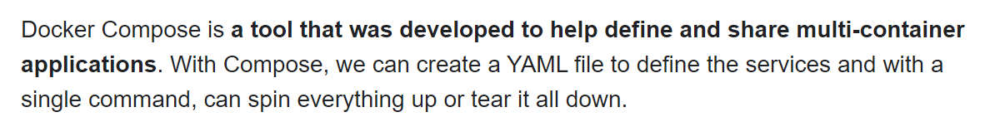 Docker Compose is a tool that was developed to help define and share multi-container
applications. With Compose, we can create a YAML file to define the services and with a
single command, can spin everything up or tear it all down.